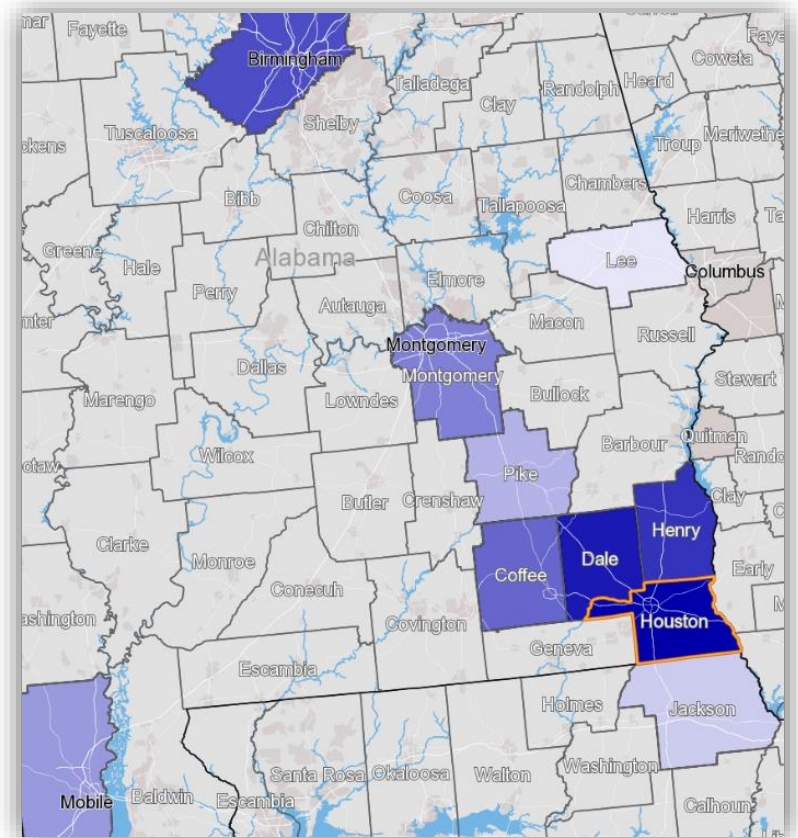 Fayette
Birmingham
Talladega
Clay
Randolph
Heard
Coweta
Tuscaloosa
Shelby
Troup
Meriwethe
ckens
Bibb
Coosa
Tallapoosa
Chambers
Chilton
Harris
Greene
Hale
Alabama
Lee
Columbus
Perry
Elmore
Autauga
Macon
Russell
Montgomery
Montgomery
Dallas
Stewart
Marengo
Lowndes
Bullock
Barbour
Quitman
Wilcox
Pike
Rando
Butler
Crenshaw
Clay
Clarke
Henry
Monroe
Dale
Coffee
Early
Conecuh
ashington
Covington
Houston
Geneva
Escambia
Holmes
Jackson
Santa Rosa
Okaloosa
Walton
Washington
Mobile
Baldwin
Escambia
Calhoun